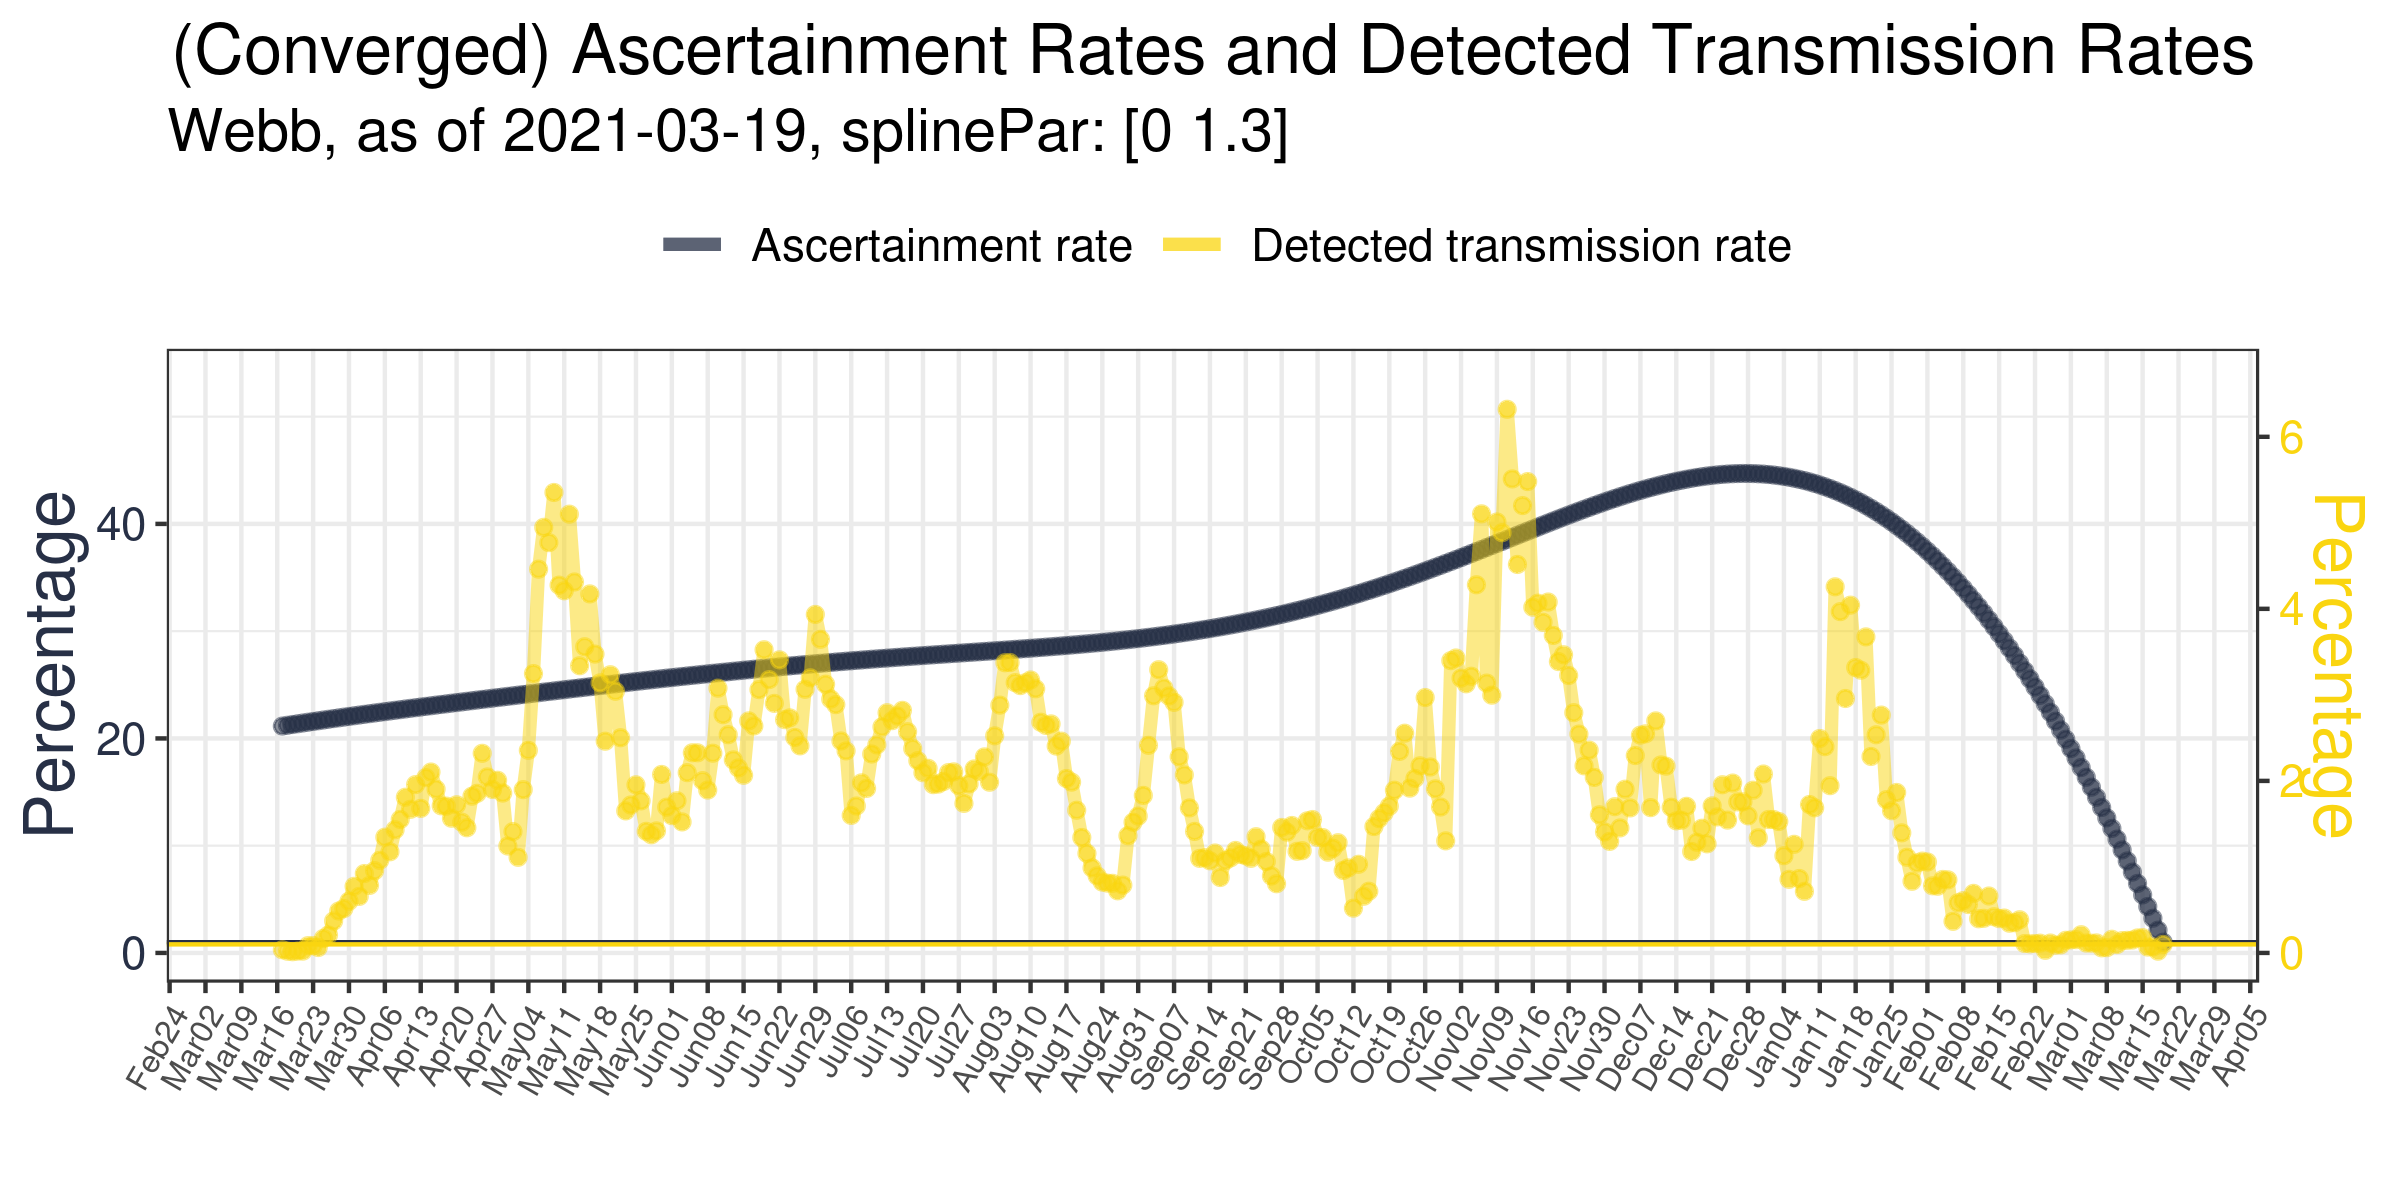 (Converged) Ascertainment Rates and Detected Transmission Rates
Webb, as of 2021-03-19, splinePar: [0 1.3]
Ascertainment rate Detected transmission rate
Percentage
40
20
0
6
4
2
0
Percentage
Feb24 Mar02 Mar09 Mar16 Mar23 Mar30 Apr06 Apr13 Apr20 Apr27 May04 May11 May18 May25 Jun01 Jun08 Jun15 Jun22 Jun29 Jul06 Jul13 Jul20 Jul27 Aug03 Aug10 Aug17 Aug24 Aug31 Sep07 Sep14 Sep21 Sep28 Oct05 Oct12 Oct19 Oct26 Nov02 Nov09 Nov16 Nov23 Nov30 Dec07 Dec14 Dec21 Dec28 Jan04 Jan11 Jan18 Jan25 Feb01 Feb08 Feb15 Feb22 Mar01 Mar08 Mar15 Mar22 Mar29 Apr05